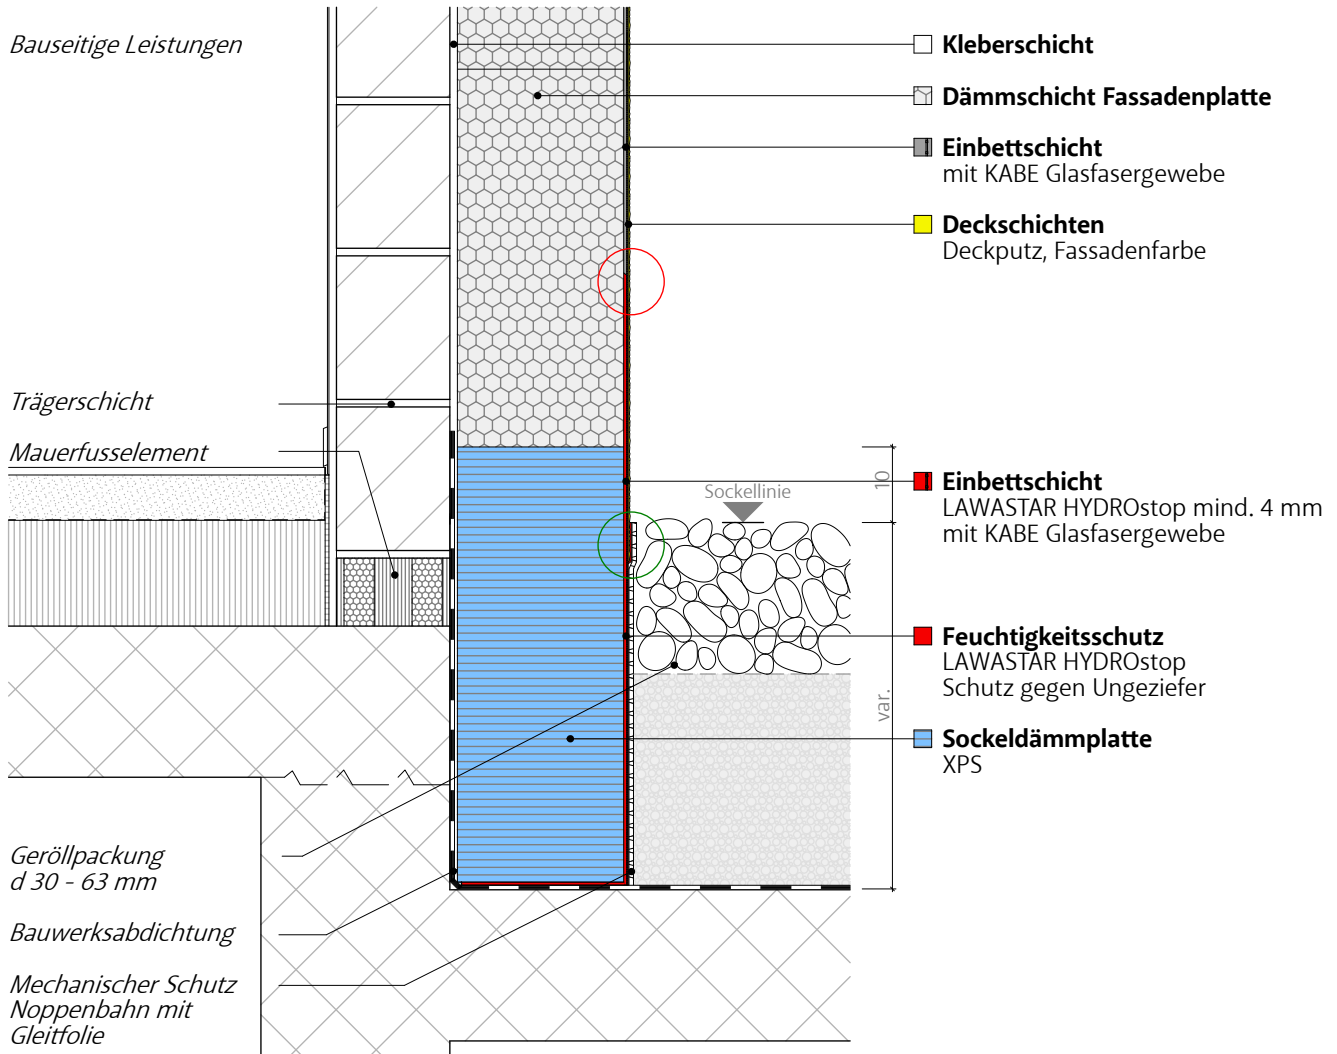 Bauseitige Leistungen
Trägerschicht
Mauerfusselement
Geröllpackung
d 30 - 63 mm
Bauwerksabdichtung
Mechanischer Schutz
Noppenbahn mit
Gleitfolie
Sockellinie
10
var.
Kleberschicht
Dämmschicht Fassadenplatte
Einbettschicht
mit KABE Glasfasergewebe
Deckschichten
Deckputz, Fassadenfarbe
Einbettschicht
LAWASTAR HYDROstop mind. 4 mm
mit KABE Glasfasergewebe
Feuchtigkeitsschutz
LAWASTAR HYDROstop
Schutz gegen Ungeziefer
Sockeldämmplatte
XPS